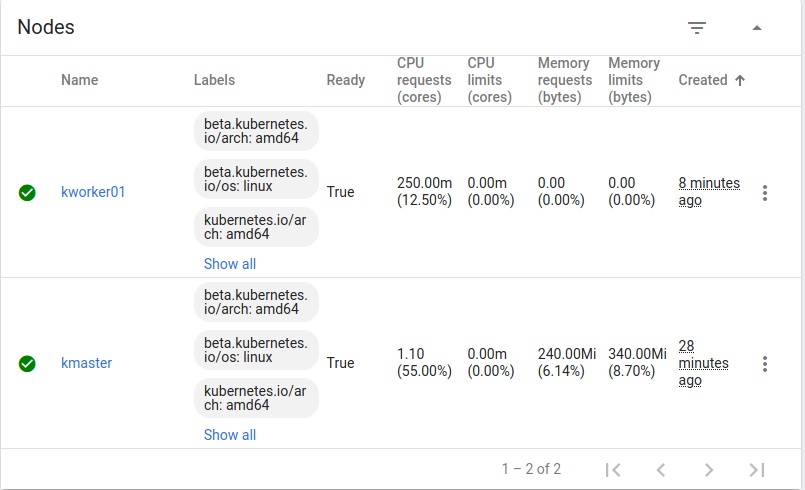 Nodes
Name
Labels
Ready
CPU
requests
(cores)
CPU
limits
(cores)
Memory
requests
(bytes)
Memory
limits
(bytes)
Created
kworker01
beta.kubernetes.
io/arch: amd64
beta.kubernetes.
io/os: linux
kubernetes.io/ar
ch: amd64
Show all
True
250.00m
(12.50%)
0.00m
(0.00%)
0.00
(0.00%)
0.00
(0.00%)
8 minutes
ago
kmaster
beta.kubernetes.
io/arch: amd64
beta.kubernetes.
io/os: linux
kubernetes.io/ar
ch: amd64
Show all
True
1.10
(55.00%)
0.00m
(0.00%)
240.00Mi
(6.14%)
340.00Mi
(8.70%)
28
minutes
ago
1 – 2 of 2